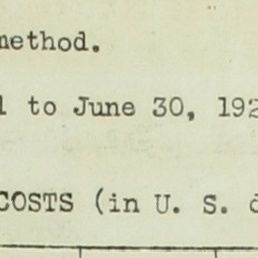 method.
l to June 30, 192
COSTS (in U. S. d